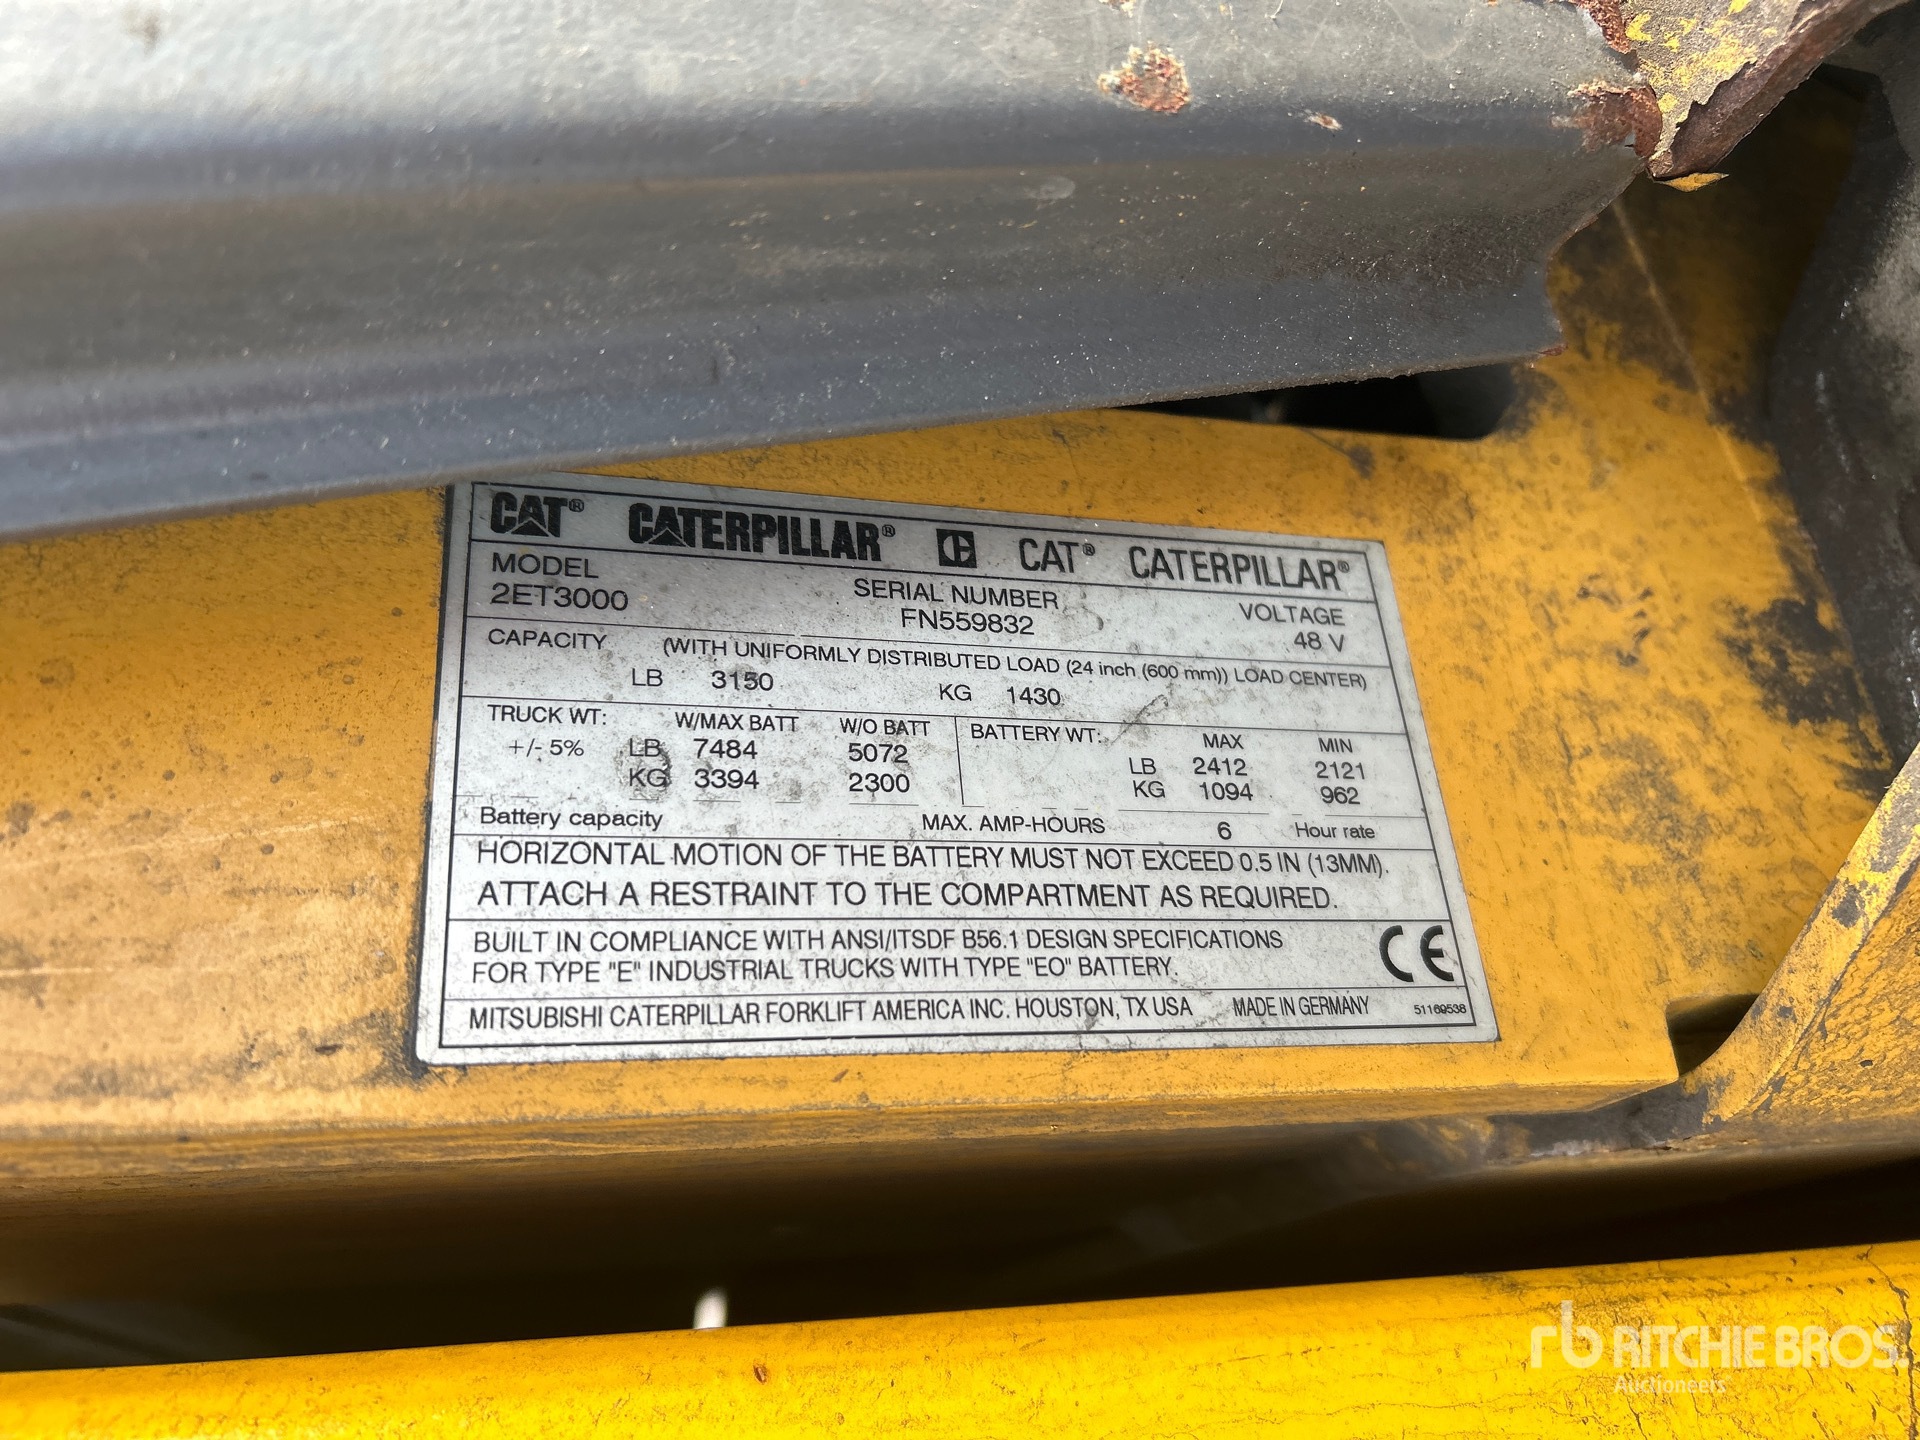 CAT® CATERPILLAR® CAT® CATERPILLAR®
MODEL SERIAL NUMBER VOLTAGE
2ET3000 FN559832 48 V
CAPACITY (WITH UNIFORMLY DISTRIBUTED LOAD (24 inch (600 mm)) LOAD CENTER)
LB 3150 KG 1430
TRUCK WT: W/MAX BATT W/O BATT BATTERY WT: MAX MIN
+/- 5% LB 7484 5072 LB 2412 2121
KG 3394 2300 KG 1094 962
Battery capacity MAX. AMP-HOURS 6 Hour rate
HORIZONTAL MOTION OF THE BATTERY MUST NOT EXCEED 0.5 IN (13MM).
ATTACH A RESTRAINT TO THE COMPARTMENT AS REQUIRED.
BUILT IN COMPLIANCE WITH ANSI/ITSDF B56.1 DESIGN SPECIFICATIONS
FOR TYPE "E" INDUSTRIAL TRUCKS WITH TYPE "EO" BATTERY.
CE
MITSUBISHI CATERPILLAR FORKLIFT AMERICA INC. HOUSTON, TX USA MADE IN GERMANY 51160538
rb RITCHIE BROS.
Auctioneers